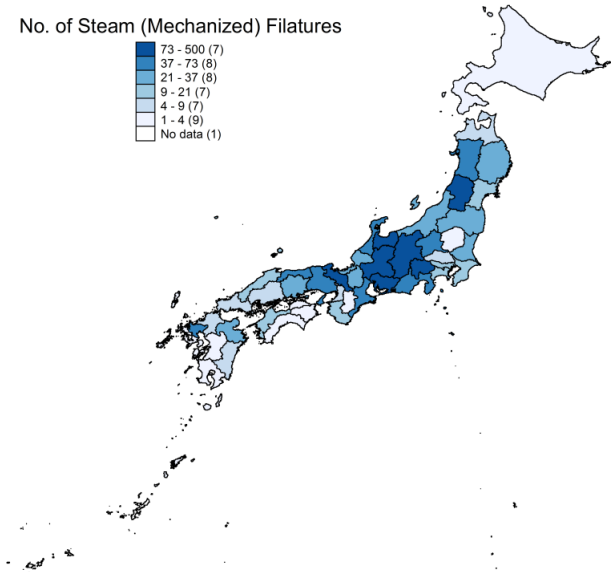 No. of Steam (Mechanized) Filatures
73 - 500 (7)
37 - 73 (8)
21 - 37 (8)
9 - 21 (7)
4 - 9 (7)
1 - 4 (9)
No data (1)